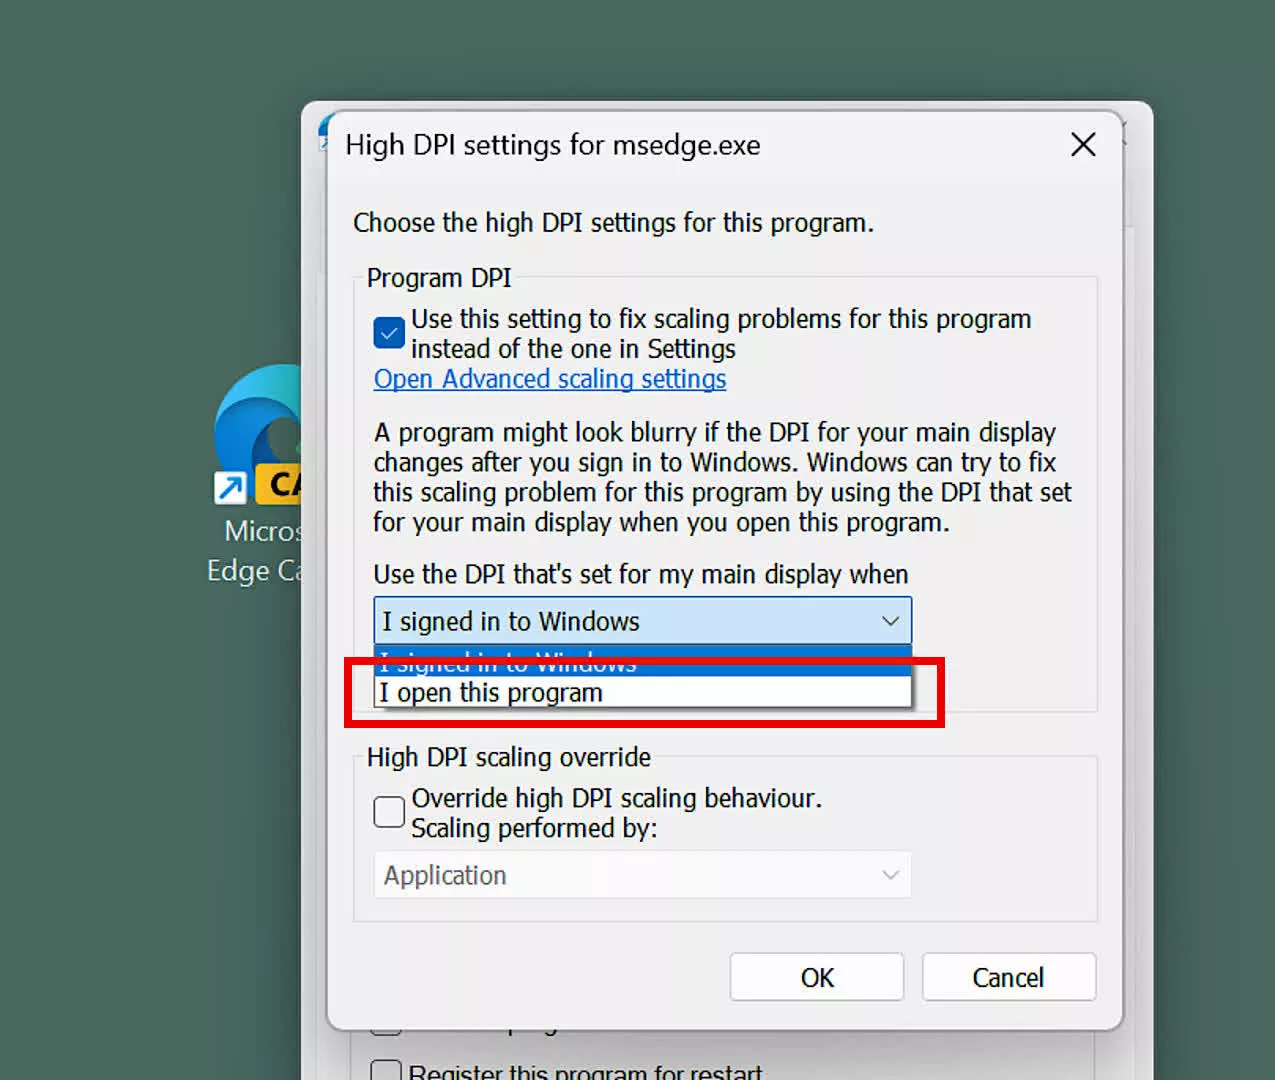 High DPI settings for msedge.exe
Choose the high DPI settings for this program.
Program DPI
Use this setting to fix scaling problems for this program
instead of the one in Settings
Open Advanced scaling settings
A program might look blurry if the DPI for your main display
changes after you sign in to Windows. Windows can try to fix
this scaling problem for this program by using the DPI that set
for your main display when you open this program.
Use the DPI that's set for my main display when
I signed in to Windows
I signed in to Windows
I open this program
High DPI scaling override
Override high DPI scaling behaviour.
Scaling performed by:
Application
OK
Cancel
Register this program for restart
CA
Micros
Edge Ca